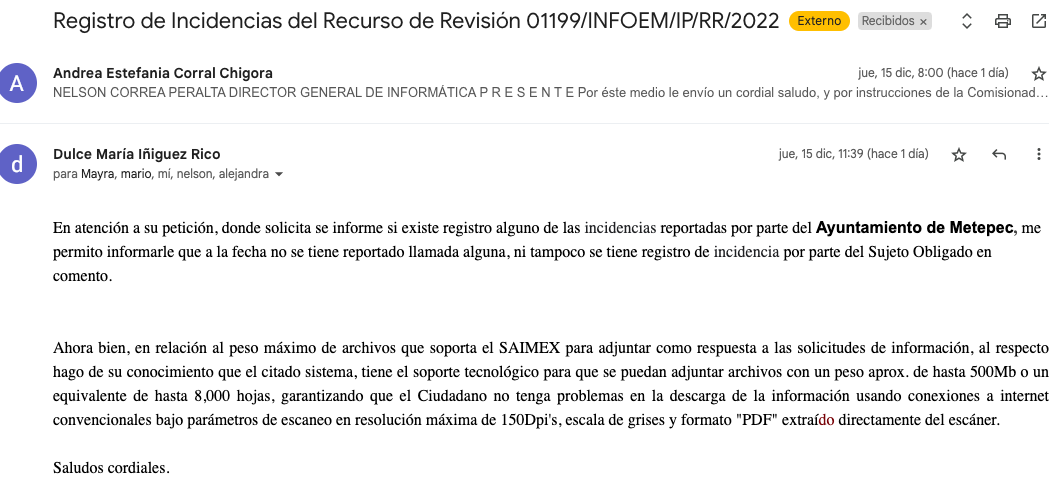 Registro de Incidencias del Recurso de Revisión 01199/INFOEM/IP/RR/2022 Externo Recibidos ×
A
Andrea Estefania Corral Chigora jue, 15 dic, 8:00 (hace 1 día)
NELSON CORREA PERALTA DIRECTOR GENERAL DE INFORMÁTICA P R E S E N T E Por éste medio le envío un cordial saludo, y por instrucciones de la Comisionad…
d
Dulce María Iñiguez Rico jue, 15 dic, 11:39 (hace 1 día)
para Mayra, mario, mí, nelson, alejandra
En atención a su petición, donde solicita se informe si existe registro alguno de las incidencias reportadas por parte del Ayuntamiento de Metepec, me
permito informarle que a la fecha no se tiene reportado llamada alguna, ni tampoco se tiene registro de incidencia por parte del Sujeto Obligado en
comento.
Ahora bien, en relación al peso máximo de archivos que soporta el SAIMEX para adjuntar como respuesta a las solicitudes de información, al respecto
hago de su conocimiento que el citado sistema, tiene el soporte tecnológico para que se puedan adjuntar archivos con un peso aprox. de hasta 500Mb o un
equivalente de hasta 8,000 hojas, garantizando que el Ciudadano no tenga problemas en la descarga de la información usando conexiones a internet
convencionales bajo parámetros de escaneo en resolución máxima de 150Dpi's, escala de grises y formato "PDF" extraído directamente del escáner.
Saludos cordiales.